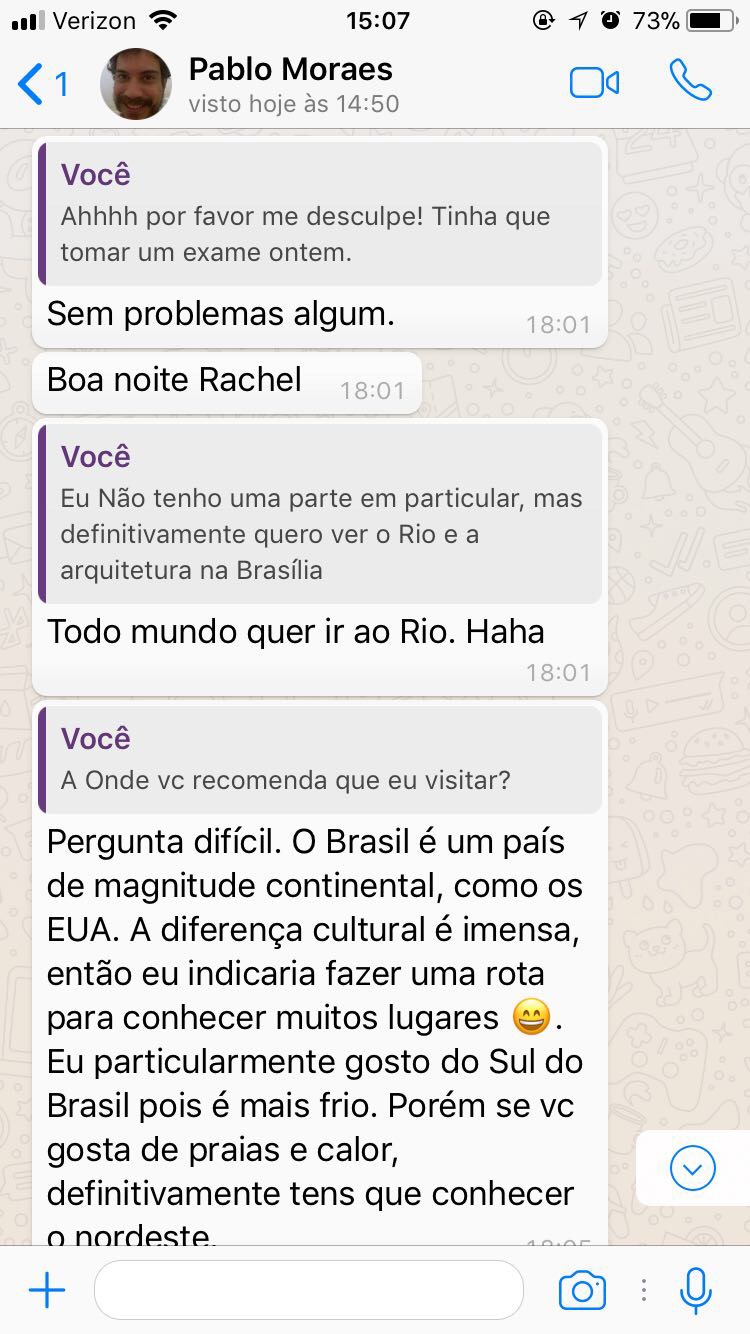 Verizon 15:07 73%
1 Pablo Moraes
visto hoje às 14:50
Você
Ahhhh por favor me desculpe! Tinha que
tomar um exame ontem.
Sem problemas algum. 18:01
Boa noite Rachel 18:01
Você
Eu Não tenho uma parte em particular, mas
definitivamente quero ver o Rio e a
arquitetura na Brasília
Todo mundo quer ir ao Rio. Haha
18:01
Você
A Onde vc recomenda que eu visitar?
Pergunta difícil. O Brasil é um país
de magnitude continental, como os
EUA. A diferença cultural é imensa,
então eu indicaria fazer uma rota
para conhecer muitos lugares 😄.
Eu particularmente gosto do Sul do
Brasil pois é mais frio. Porém se vc
gosta de praias e calor,
definitivamente tens que conhecer
o nordeste. 18:05